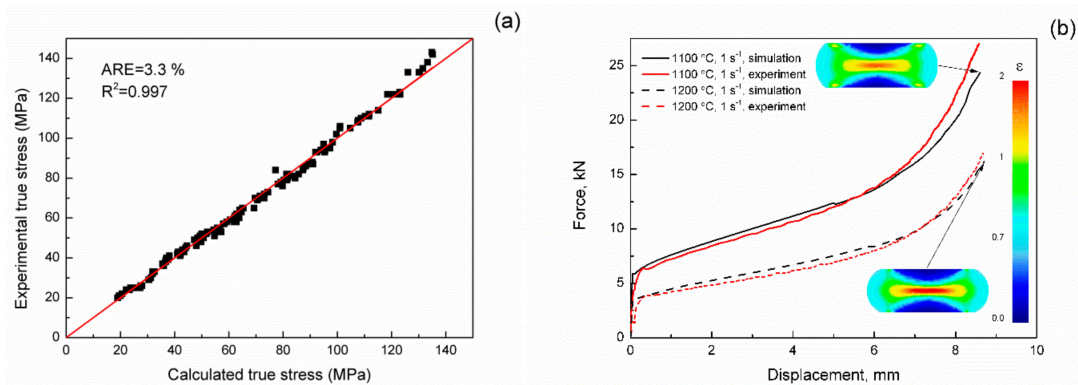 (a)
ARE=3.3 %
R²=0.997
140
120
100
80
60
40
20
0
0 20 40 60 80 100 120 140
Experimental true stress (MPa)
Calculated true stress (MPa)
(b)
1100 °C, 1 s⁻¹, simulation
1100 °C, 1 s⁻¹, experiment
1200 °C, 1 s⁻¹, simulation
1200 °C, 1 s⁻¹, experiment
ε
2
1
0.7
0.0
25
20
15
10
5
0
0 2 4 6 8 10
Force, kN
Displacement, mm